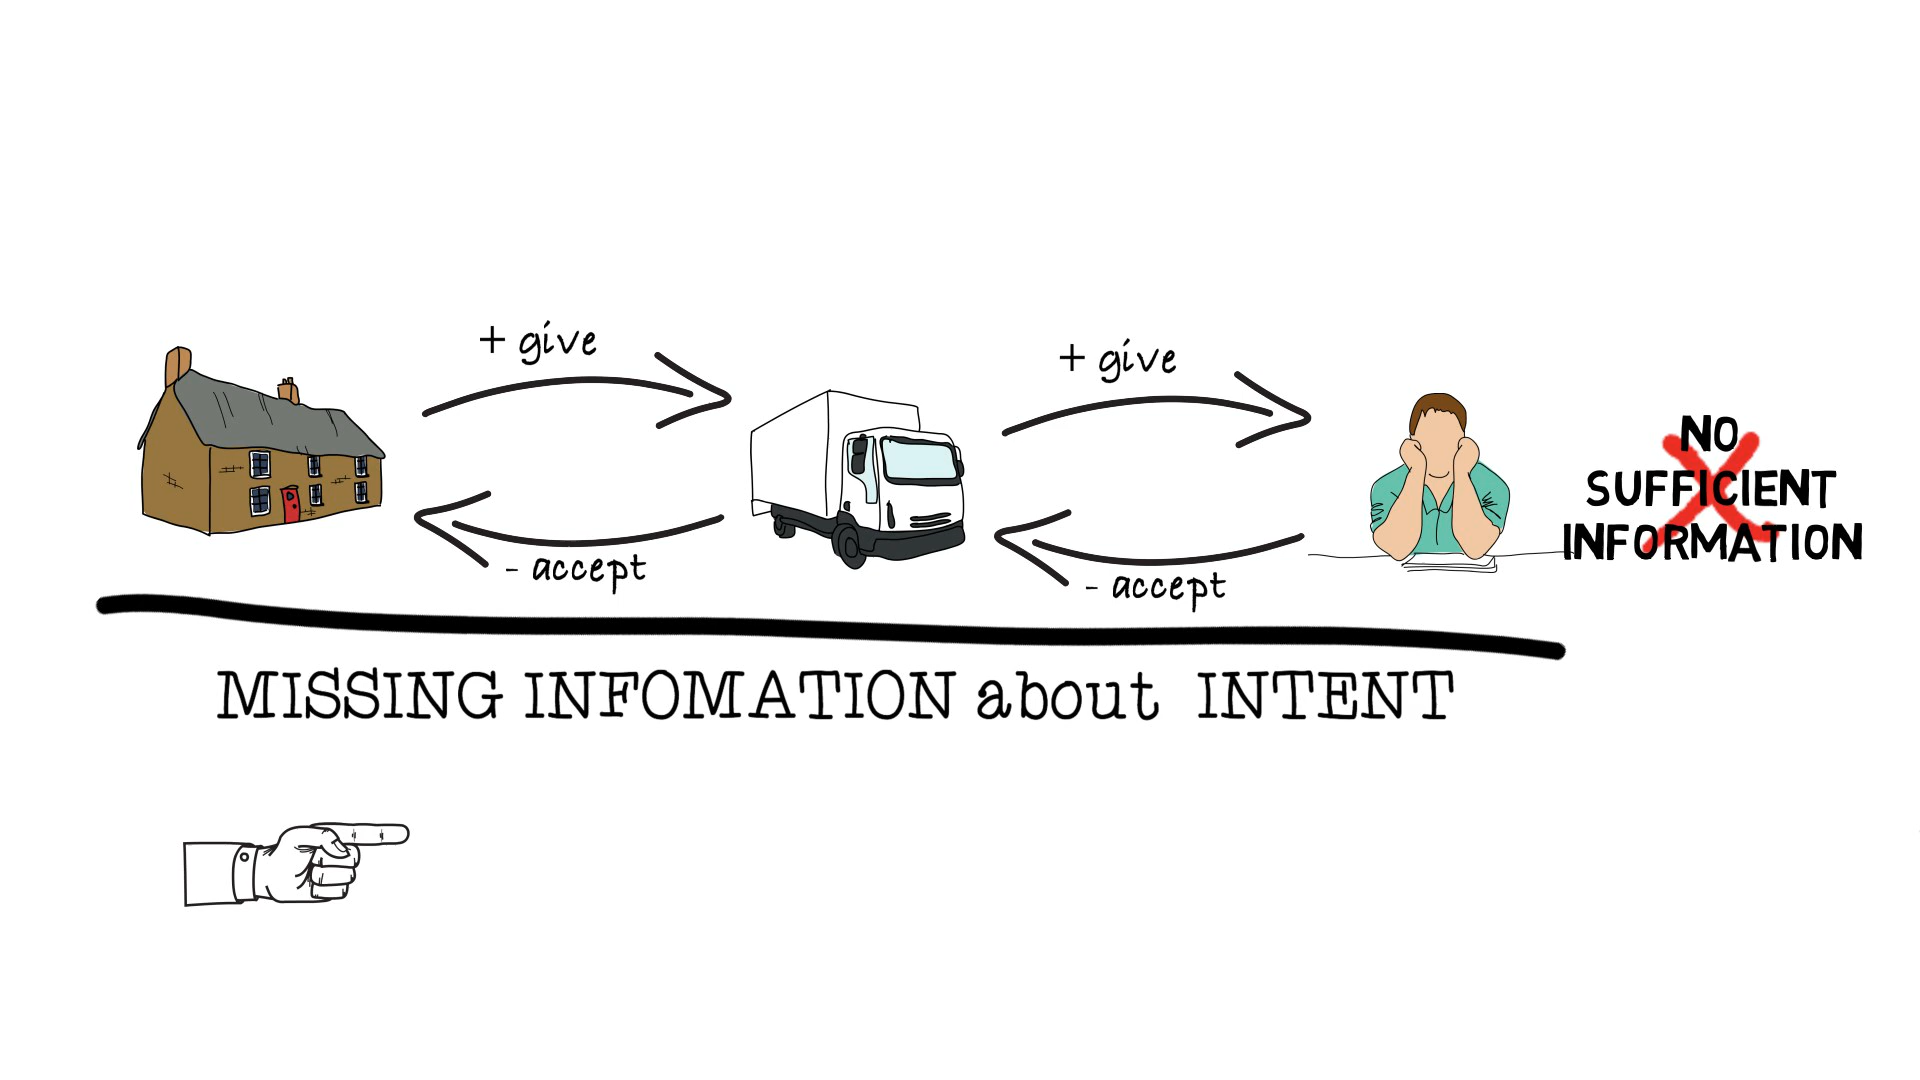 + give
+ give
NO
SUFFICIENT
INFORMATION
- accept
- accept
MISSING INFOMATION about INTENT